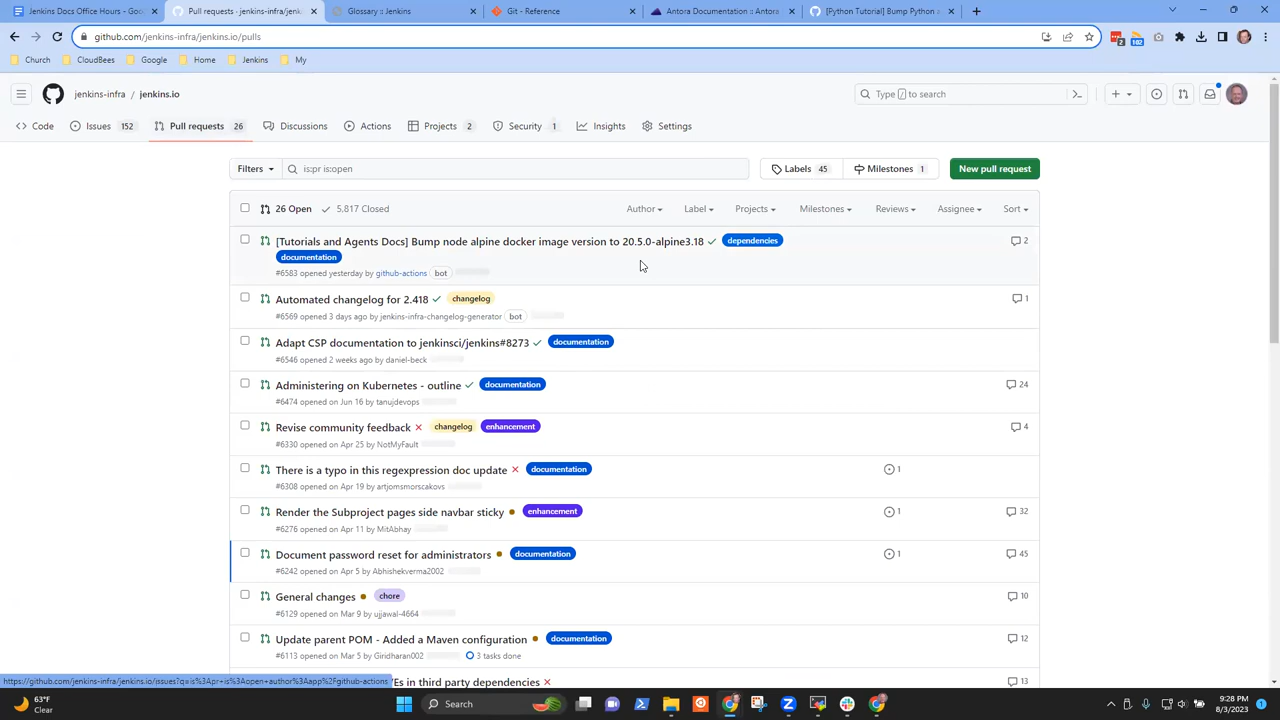 Jenkins Docs Office Hours - Goo
Pull requests · jenkins-infra/jenki
Glossary :: Jenkins
Git - Reference
Antora Documentation :: Antora
[Python Tutorial] Bump Python a
github.com/jenkins-infra/jenkins.io/pulls
Church
CloudBees
Google
Home
Jenkins
My
jenkins-infra / jenkins.io
Type / to search
Code
Issues 152
Pull requests 26
Discussions
Actions
Projects 2
Security 1
Insights
Settings
Filters
is:pr is:open
Labels 45
Milestones 1
New pull request
26 Open
5,817 Closed
Author
Label
Projects
Milestones
Reviews
Assignee
Sort
[Tutorials and Agents Docs] Bump node alpine docker image version to 20.5.0-alpine3.18 dependencies 2
documentation
#6583 opened yesterday by github-actions bot
Automated changelog for 2.418 changelog 1
#6569 opened 3 days ago by jenkins-infra-changelog-generator bot
Adapt CSP documentation to jenkinsci/jenkins#8273 documentation
#6546 opened 2 weeks ago by daniel-beck
Administering on Kubernetes - outline documentation 24
#6474 opened on Jun 16 by tanujdevops
Revise community feedback changelog enhancement 4
#6330 opened on Apr 25 by NotMyFault
There is a typo in this regexpression doc update documentation 1
#6308 opened on Apr 19 by artjomsmorscakovs
Render the Subproject pages side navbar sticky enhancement 1 32
#6276 opened on Apr 11 by MitAbhay
Document password reset for administrators documentation 1 45
#6242 opened on Apr 5 by Abhishekverma2002
General changes chore 10
#6129 opened on Mar 9 by ujjawal-4664
Update parent POM - Added a Maven configuration documentation 12
#6113 opened on Mar 5 by Giridharan002 3 tasks done
Es in third party dependencies 13
https://github.com/jenkins-infra/jenkins.io/issues?q=is%3Apr+is%3Aopen+author%3Aapp%2Fgithub-actions
63°F
Clear
Search
9:28 PM
8/3/2023